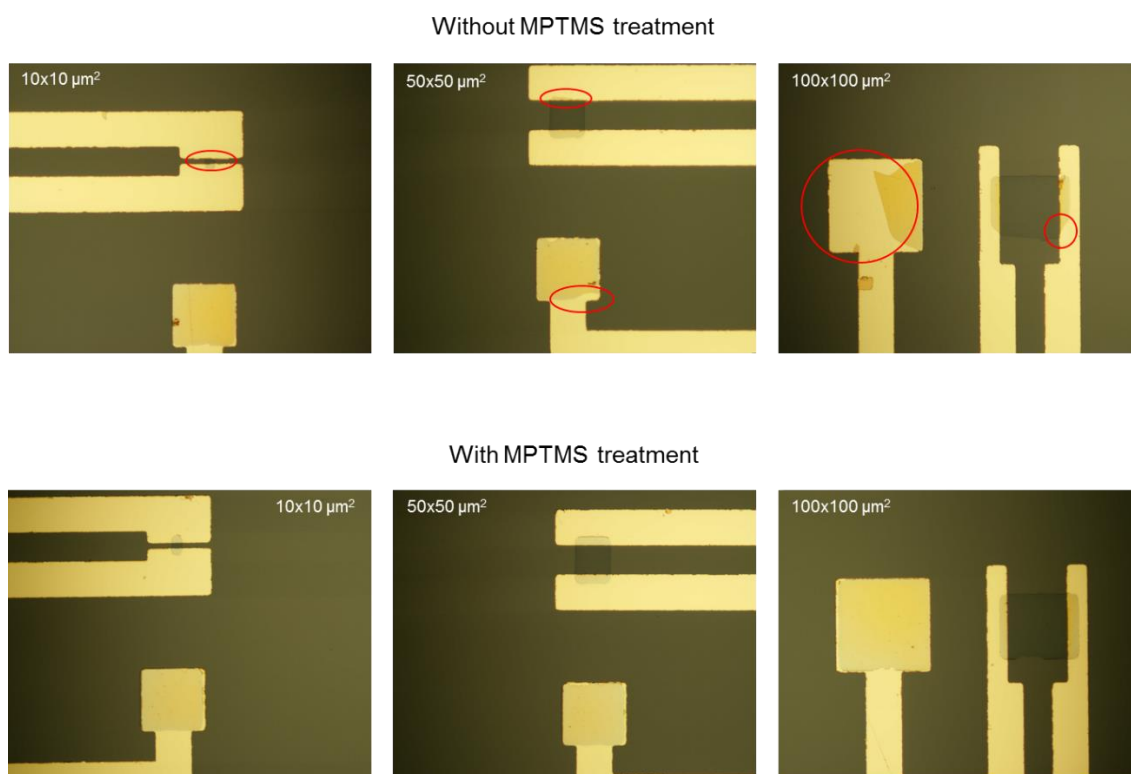 Without MPTMS treatment
10x10 µm²
50x50 µm²
100x100 µm²
With MPTMS treatment
10x10 µm²
50x50 µm²
100x100 µm²